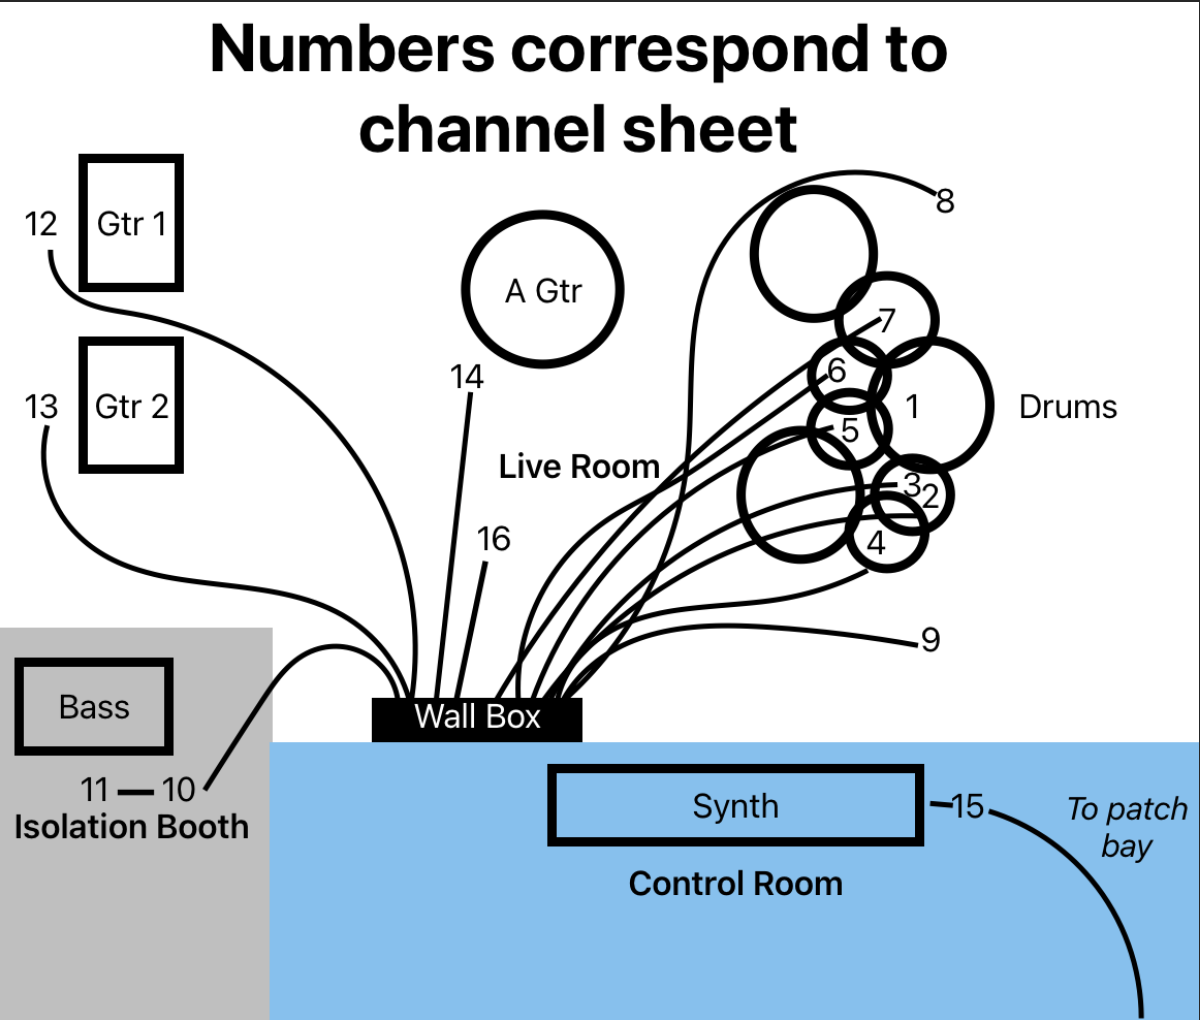 Numbers correspond to
channel sheet
8
12
Gtr 1
A Gtr
7
6
14
13
Gtr 2
1
Drums
5
Live Room
3
2
16
4
9
Bass
Wall Box
11
10
Isolation Booth
Synth
15
To patch
bay
Control Room